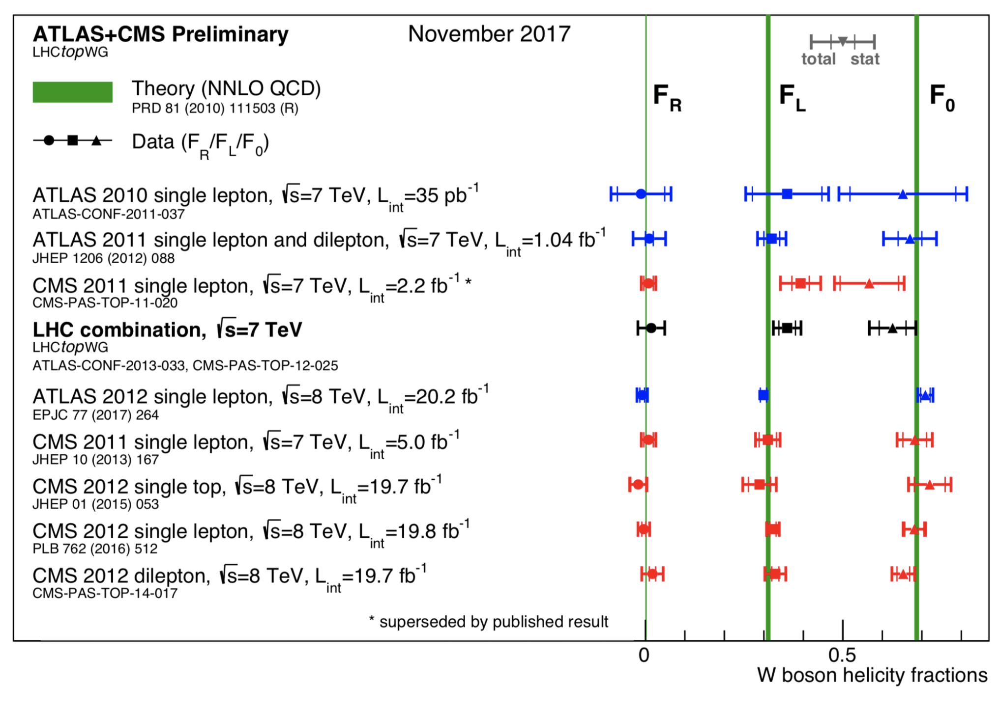 ATLAS+CMS Preliminary November 2017
LHCtopWG
total stat
Theory (NNLO QCD)
PRD 81 (2010) 111503 (R)
F_R F_L F_0
Data (F_R/F_L/F_0)
ATLAS 2010 single lepton, √s=7 TeV, L_int=35 pb⁻¹
ATLAS-CONF-2011-037
ATLAS 2011 single lepton and dilepton, √s=7 TeV, L_int=1.04 fb⁻¹
JHEP 1206 (2012) 088
CMS 2011 single lepton, √s=7 TeV, L_int=2.2 fb⁻¹ *
CMS-PAS-TOP-11-020
LHC combination, √s=7 TeV
LHCtopWG
ATLAS-CONF-2013-033, CMS-PAS-TOP-12-025
ATLAS 2012 single lepton, √s=8 TeV, L_int=20.2 fb⁻¹
EPJC 77 (2017) 264
CMS 2011 single lepton, √s=7 TeV, L_int=5.0 fb⁻¹
JHEP 10 (2013) 167
CMS 2012 single top, √s=8 TeV, L_int=19.7 fb⁻¹
JHEP 01 (2015) 053
CMS 2012 single lepton, √s=8 TeV, L_int=19.8 fb⁻¹
PLB 762 (2016) 512
CMS 2012 dilepton, √s=8 TeV, L_int=19.7 fb⁻¹
CMS-PAS-TOP-14-017
* superseded by published result
0 0.5
W boson helicity fractions